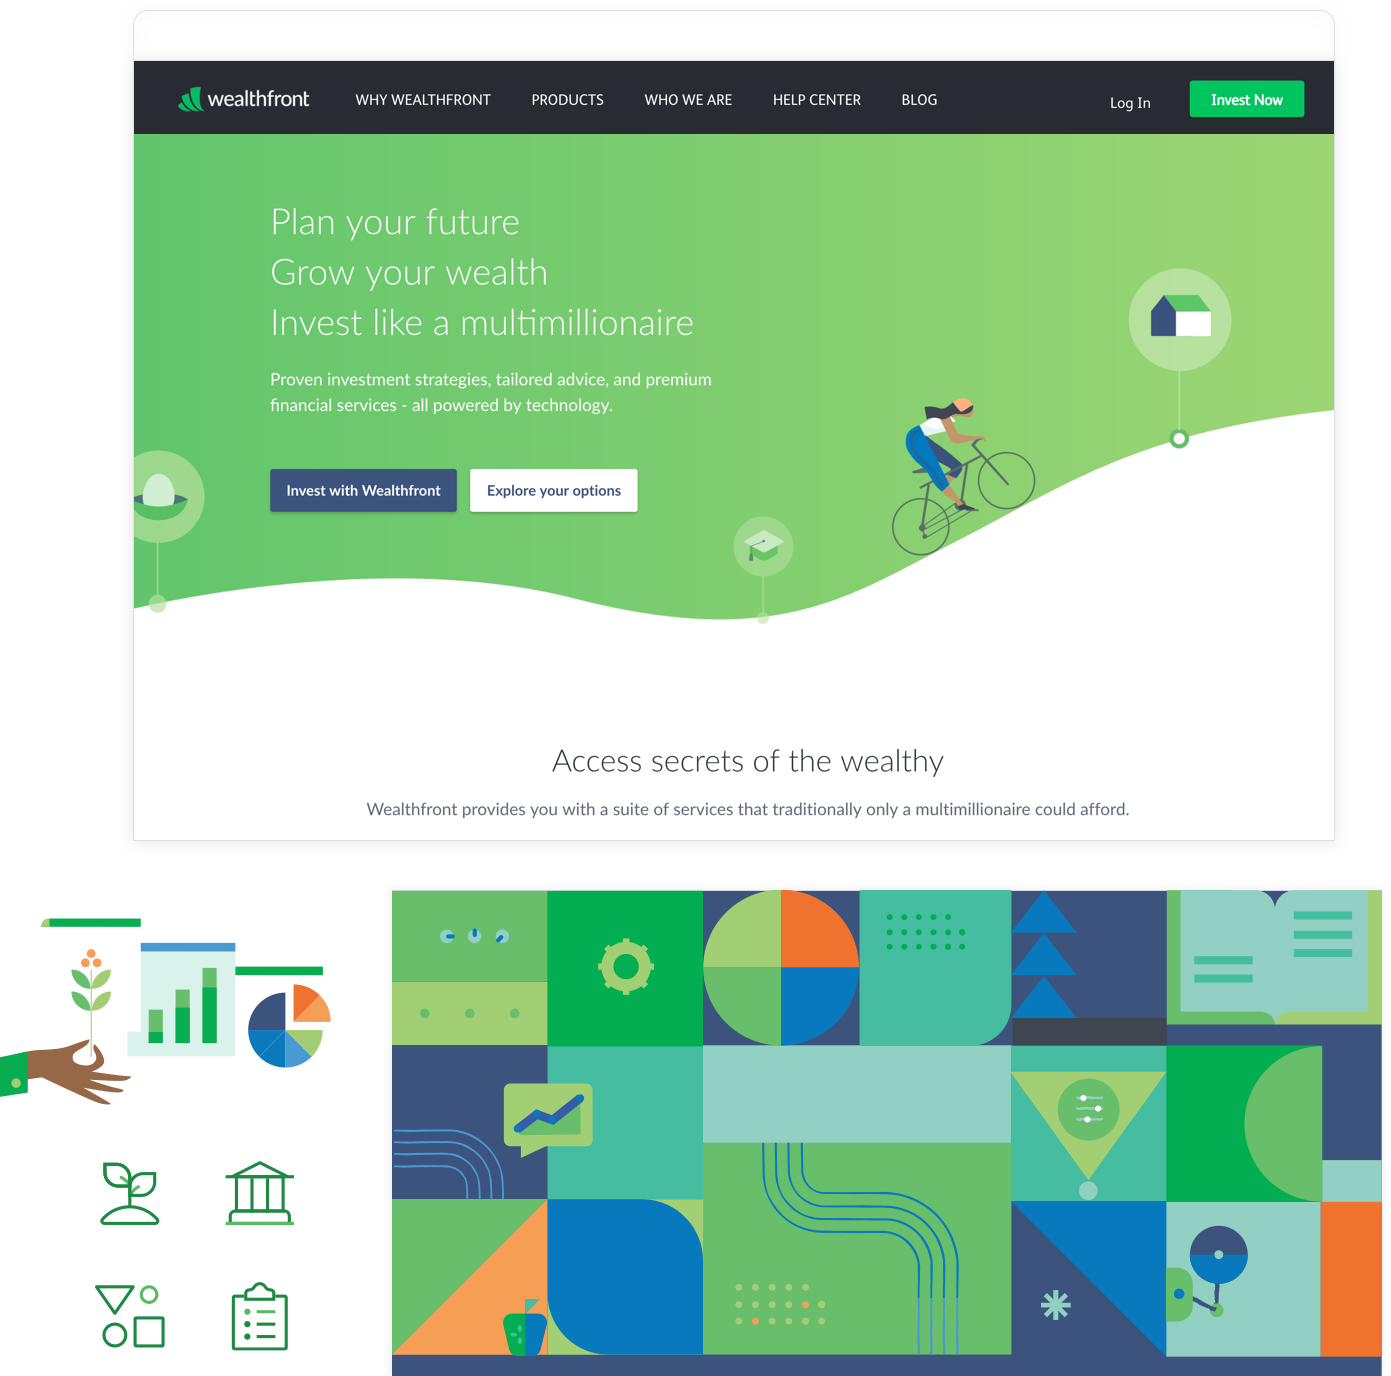 wealthfront
WHY WEALTHFRONT
PRODUCTS
WHO WE ARE
HELP CENTER
BLOG
Log In
Invest Now
Plan your future
Grow your wealth
Invest like a multimillionaire
Proven investment strategies, tailored advice, and premium
financial services - all powered by technology.
Invest with Wealthfront
Explore your options
Access secrets of the wealthy
Wealthfront provides you with a suite of services that traditionally only a multimillionaire could afford.